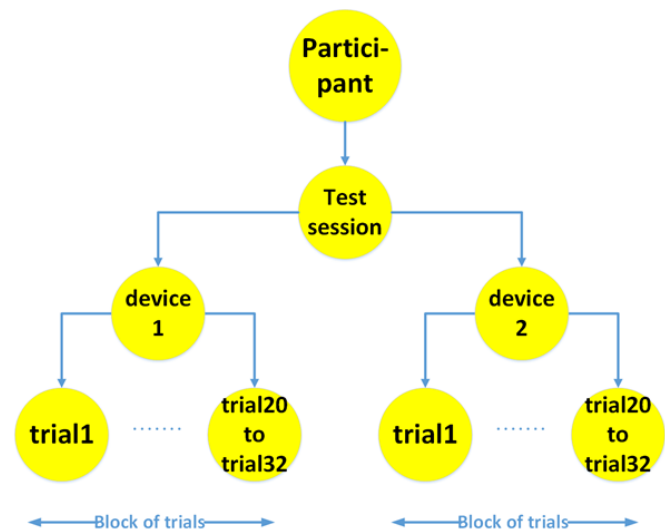 Partici-
pant
Test
session
device
1
device
2
trial1
.......
trial20
to
trial32
trial1
.......
trial20
to
trial32
Block of trials
Block of trials